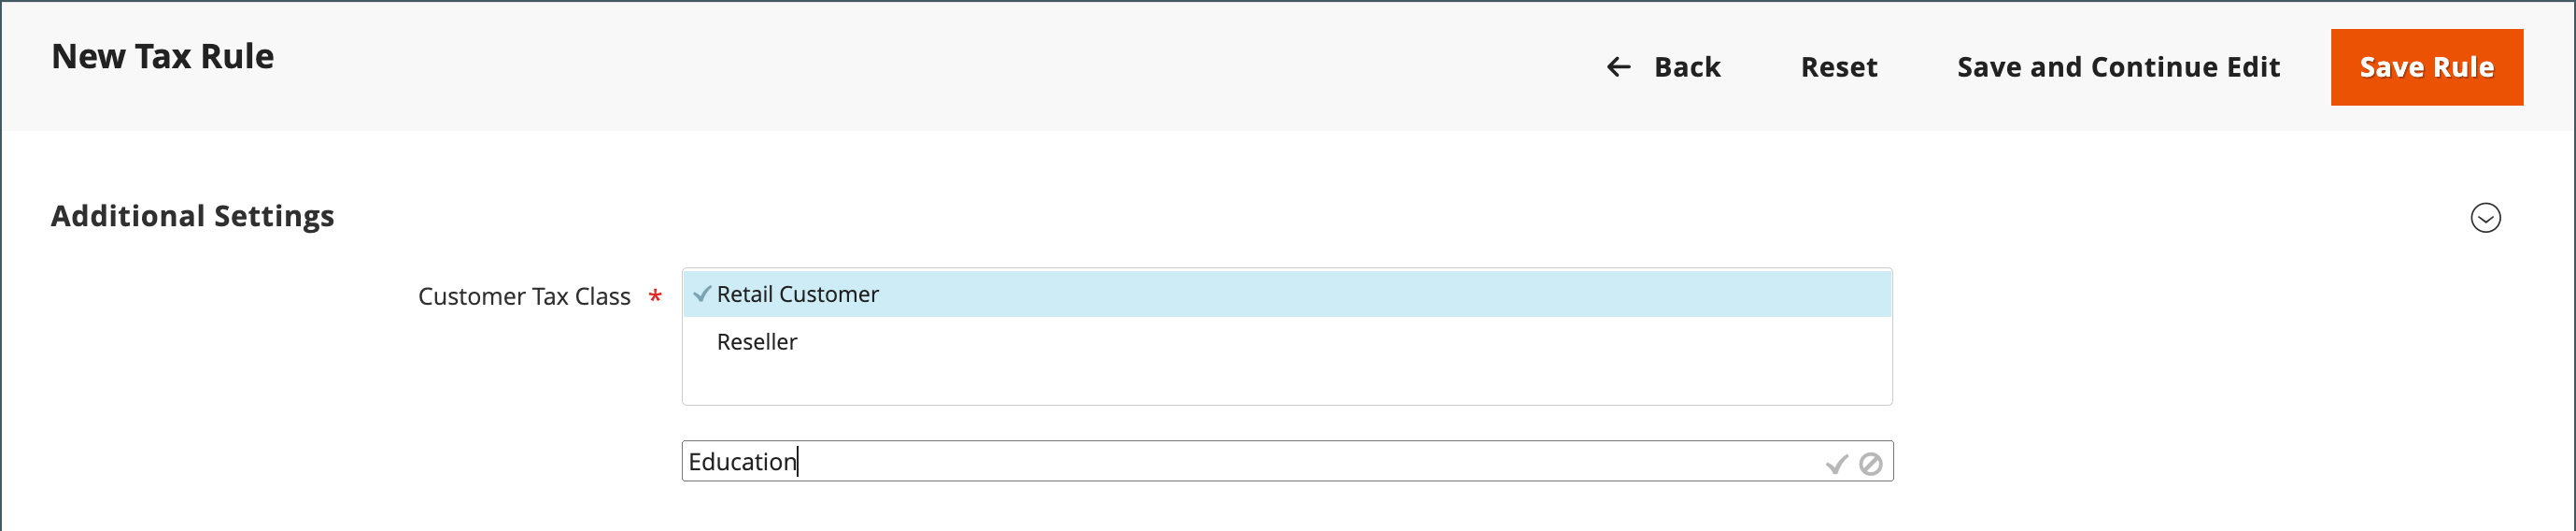 New Tax Rule
Back Reset Save and Continue Edit Save Rule
Additional Settings
Customer Tax Class *
Retail Customer
Reseller
Education